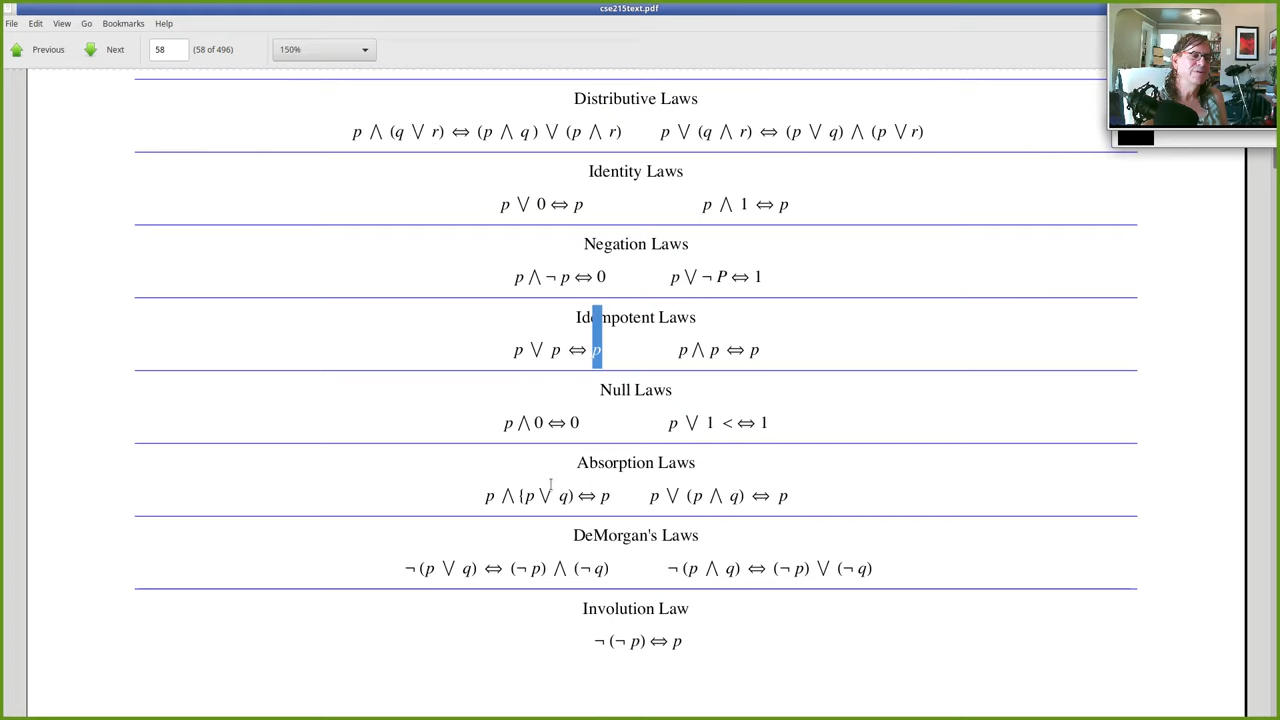 cse215text.pdf
File Edit View Go Bookmarks Help
Previous Next 58 (58 of 496) 150%
Distributive Laws
p ⋀ (q ⋁ r) ⇔ (p ⋀ q ) ⋁ (p ⋀ r) p ⋁ (q ⋀ r) ⇔ (p ⋁ q) ⋀ (p ⋁ r)
Identity Laws
p ⋁ 0 ⇔ p p ⋀ 1 ⇔ p
Negation Laws
p ⋀ ¬ p ⇔ 0 p ⋁ ¬ P ⇔ 1
Idempotent Laws
p ⋁ p ⇔ p p ⋀ p ⇔ p
Null Laws
p ⋀ 0 ⇔ 0 p ⋁ 1 < ⇔ 1
Absorption Laws
p ⋀ {p ⋁ q) ⇔ p p ⋁ (p ⋀ q) ⇔ p
DeMorgan's Laws
¬ (p ⋁ q) ⇔ (¬ p) ⋀ (¬ q) ¬ (p ⋀ q) ⇔ (¬ p) ⋁ (¬ q)
Involution Law
¬ (¬ p) ⇔ p